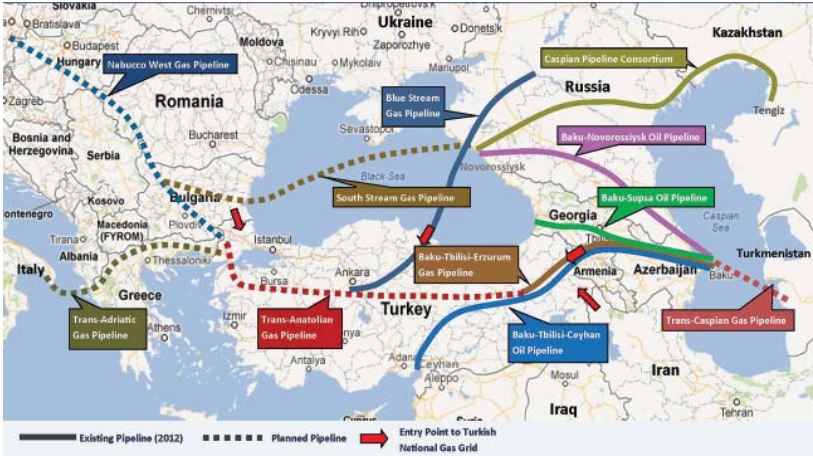 Slovakia
Bratislava
Chernivtsi
Dnipropetrovs'k
Ukraine
Donets'k
Kryvyi Rih
Zaporozhye
Kazakhstan
Budapest
Hungary
Nabucco West Gas Pipeline
Moldova
Chisinau
Mykolaiv
Mariupol
Caspian Pipeline Consortium
Zagreb
Romania
Odessa
Blue Stream
Gas Pipeline
Russia
Tengiz
Bosnia and
Herzegovina
Bucharest
Sevastopol
Baku-Novorossiysk Oil Pipeline
Serbia
Black Sea
Novorossiysk
Kosovo
Bulgaria
South Stream Gas Pipeline
Baku-Supsa Oil Pipeline
Caspian
Sea
Montenegro
Macedonia
(FYROM)
Plovdiv
Georgia
Tirana
Istanbul
Turkmenistan
Italy
Albania
Thessaloniki
Baku-Tbilisi-Erzurum
Gas Pipeline
Armenia
Azerbaijan
Baku
Bursa
Ankara
Greece
Trans-Adriatic
Gas Pipeline
Izmir
Trans-Anatolian
Gas Pipeline
Turkey
Baku-Tbilisi-Ceyhan
Oil Pipeline
Trans-Caspian Gas Pipeline
Athens
Antalya
Adana
Ceyhan
Aleppo
Mosul
Iran
Iraq
Tehran
Existing Pipeline (2012)
Planned Pipeline
Entry Point to Turkish
National Gas Grid